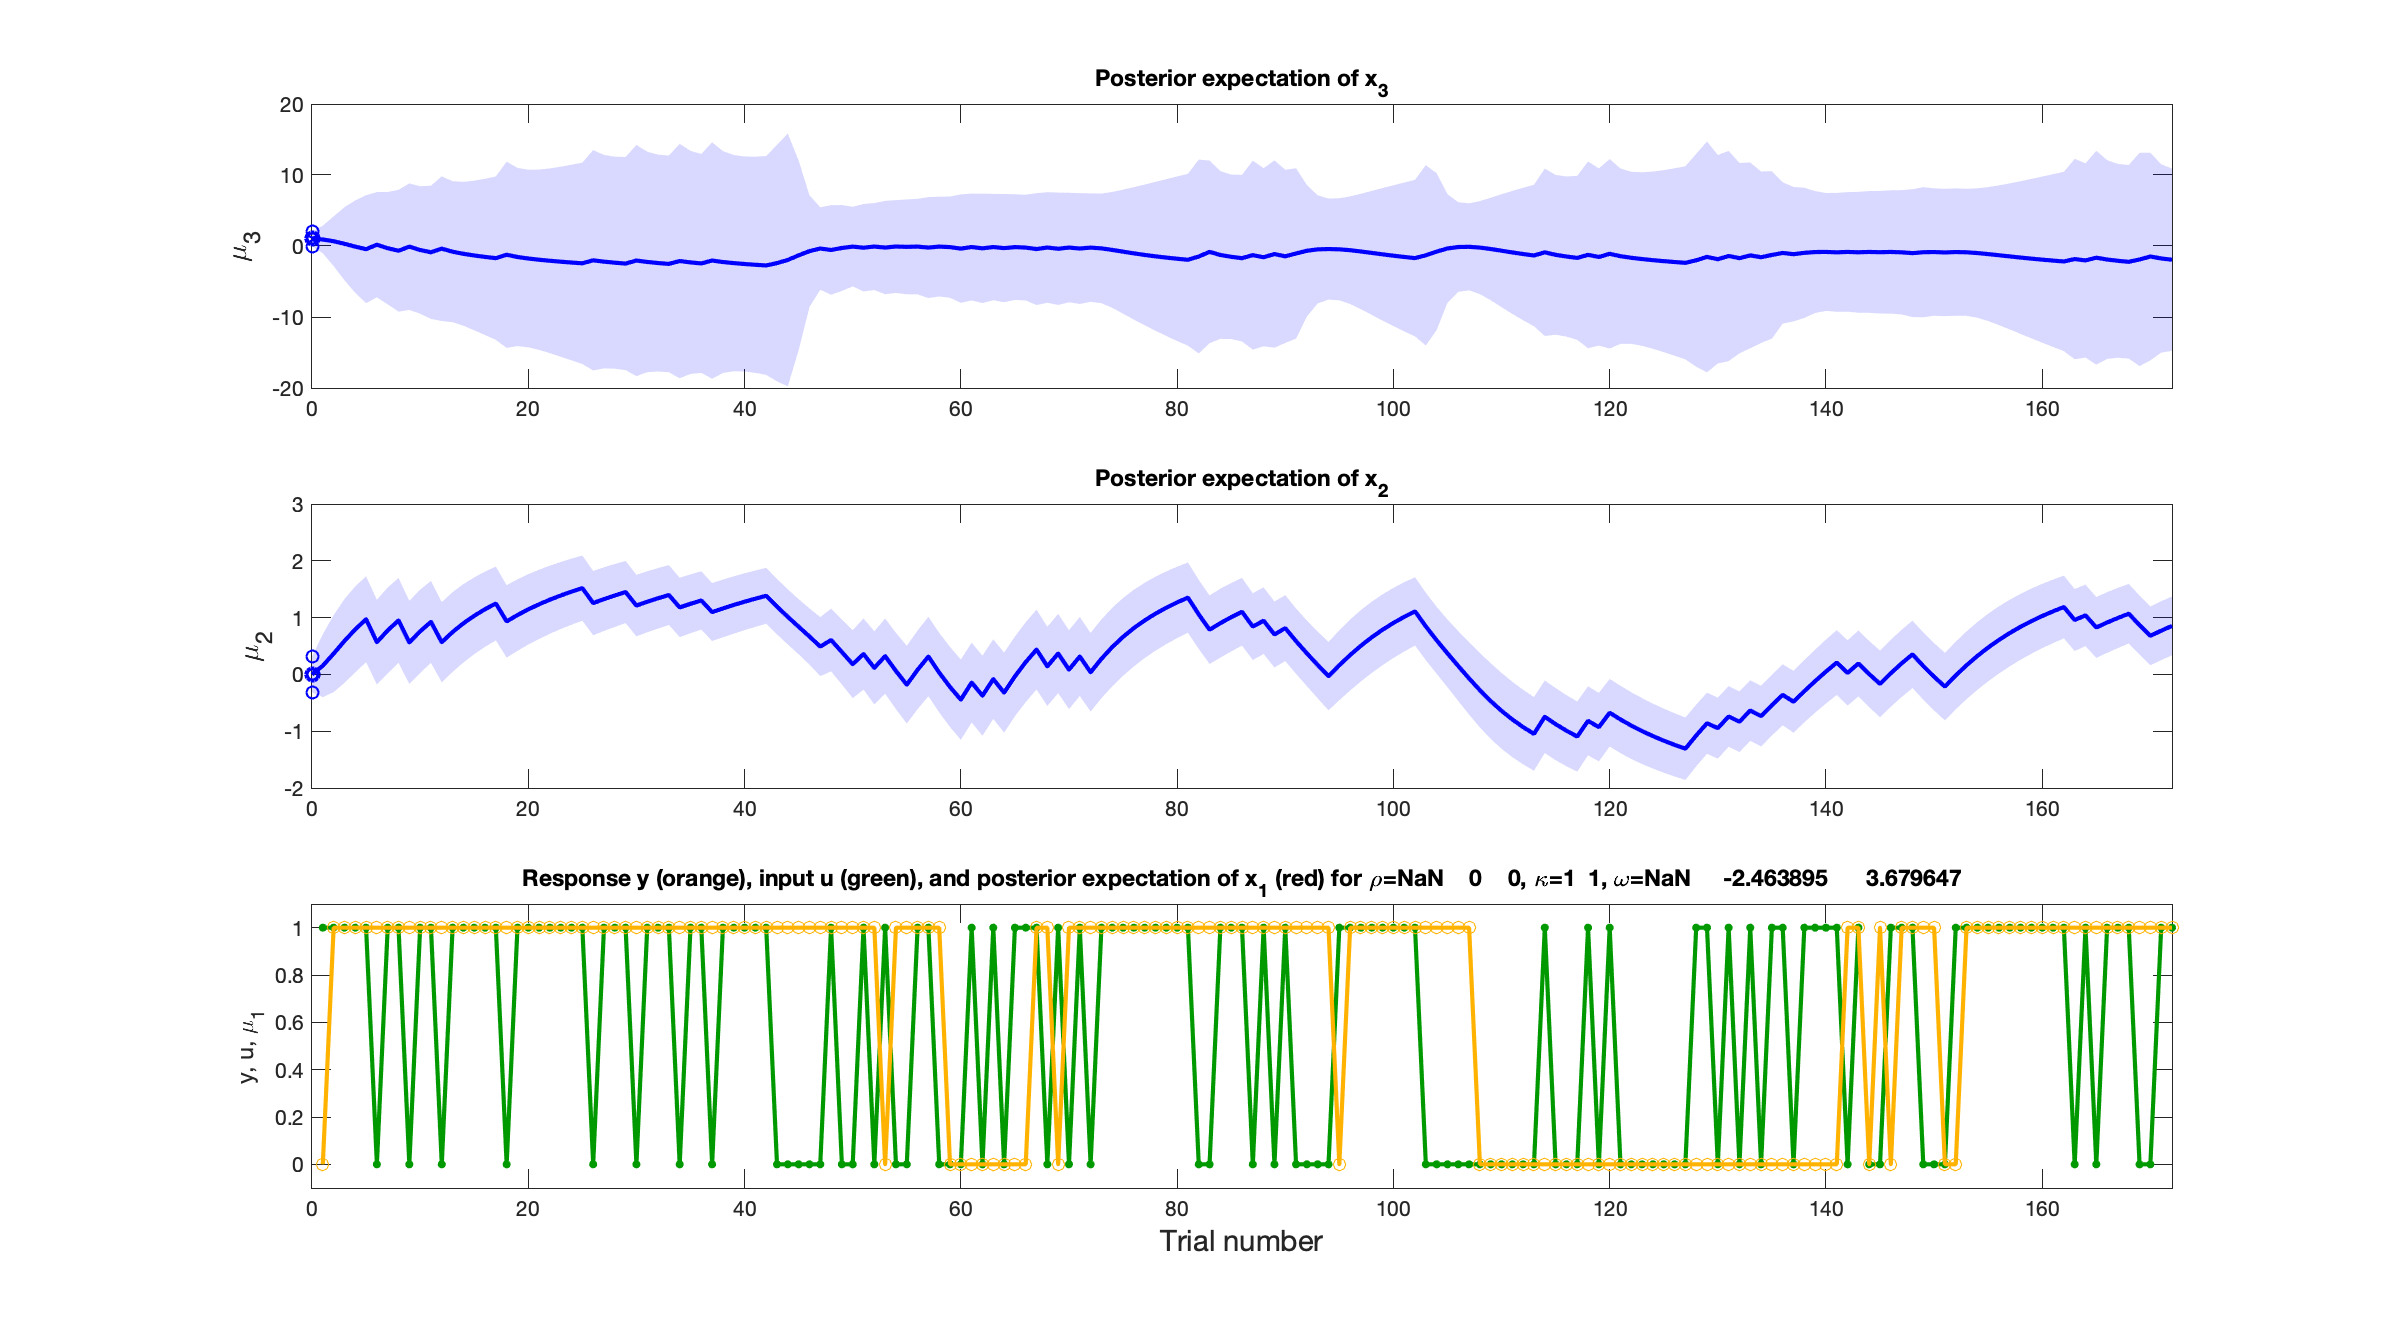 Posterior expectation of x3
20
10
0
-10
-20
μ3
0 20 40 60 80 100 120 140 160
Posterior expectation of x2
3
2
1
0
-1
-2
μ2
0 20 40 60 80 100 120 140 160
Response y (orange), input u (green), and posterior expectation of x1 (red) for ρ=NaN 0 0, κ=1 1, ω=NaN -2.463895 3.679647
1
0.8
0.6
0.4
0.2
0
y, u, μ1
0 20 40 60 80 100 120 140 160
Trial number